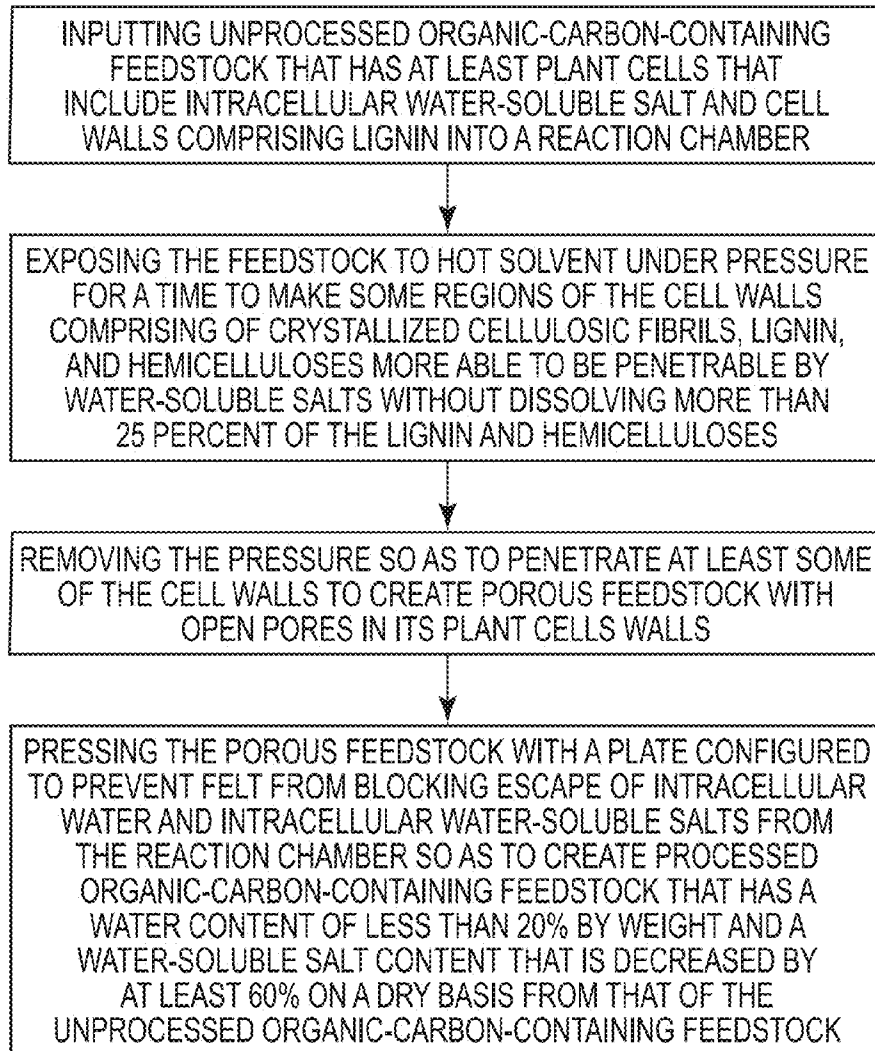 INPUTTING UNPROCESSED ORGANIC-CARBON-CONTAINING
FEEDSTOCK THAT HAS AT LEAST PLANT CELLS THAT
INCLUDE INTRACELLULAR WATER-SOLUBLE SALT AND CELL
WALLS COMPRISING LIGNIN INTO A REACTION CHAMBER
EXPOSING THE FEEDSTOCK TO HOT SOLVENT UNDER PRESSURE
FOR A TIME TO MAKE SOME REGIONS OF THE CELL WALLS
COMPRISING OF CRYSTALLIZED CELLULOSIC FIBRILS, LIGNIN,
AND HEMICELLULOSES MORE ABLE TO BE PENETRABLE BY
WATER-SOLUBLE SALTS WITHOUT DISSOLVING MORE THAN
25 PERCENT OF THE LIGNIN AND HEMICELLULOSES
REMOVING THE PRESSURE SO AS TO PENETRATE AT LEAST SOME
OF THE CELL WALLS TO CREATE POROUS FEEDSTOCK WITH
OPEN PORES IN ITS PLANT CELLS WALLS
PRESSING THE POROUS FEEDSTOCK WITH A PLATE CONFIGURED
TO PREVENT FELT FROM BLOCKING ESCAPE OF INTRACELLULAR
WATER AND INTRACELLULAR WATER-SOLUBLE SALTS FROM
THE REACTION CHAMBER SO AS TO CREATE PROCESSED
ORGANIC-CARBON-CONTAINING FEEDSTOCK THAT HAS A
WATER CONTENT OF LESS THAN 20% BY WEIGHT AND A
WATER-SOLUBLE SALT CONTENT THAT IS DECREASED BY
AT LEAST 60% ON A DRY BASIS FROM THAT OF THE
UNPROCESSED ORGANIC-CARBON-CONTAINING FEEDSTOCK